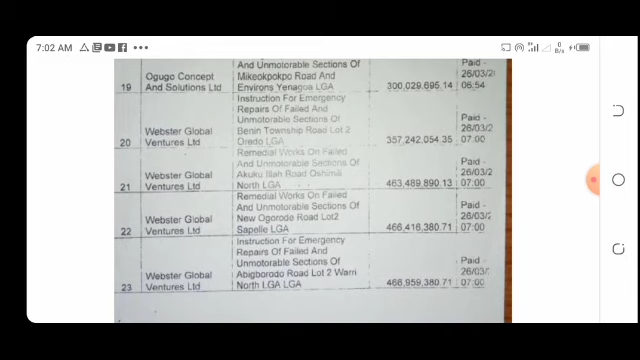 7:02 AM
0
B/s
And Unmotorable Sections Of
Mikeokpokpo Road And
Environs Yenagoa LGA
19
Ogugo Concept
And Solutions Ltd
300,029,695.14
Paid -
26/03/2
06:54
Instruction For Emergency
Repairs of Failed And
Unmotorable Sections Of
Benin Township Road Lot 2
Oredo LGA
20
Webster Global
Ventures Ltd
357,242,054.35
Paid -
26/03/2
07:00
Remedial Works On Failed
And Unmotorable Sections Of
Akuku Illah Road Oshimili
North LGA
21
Webster Global
Ventures Ltd
463,489,890.13
Paid -
26/03/2
07:00
Remedial Works On Failed
And Unmotorable Sections Of
New Ogorode Road Lot2
Sapelle LGA
22
Webster Global
Ventures Ltd
466,416,380.71
Paid -
26/03/2
07:00
Instruction For Emergency
Repairs Of Failed And
Unmotorable Sections Of
Abigborodo Road Lot 2 Warri
North LGA LGA
23
Webster Global
Ventures Ltd
466,959,380.71
Paid -
26/03/
07:00